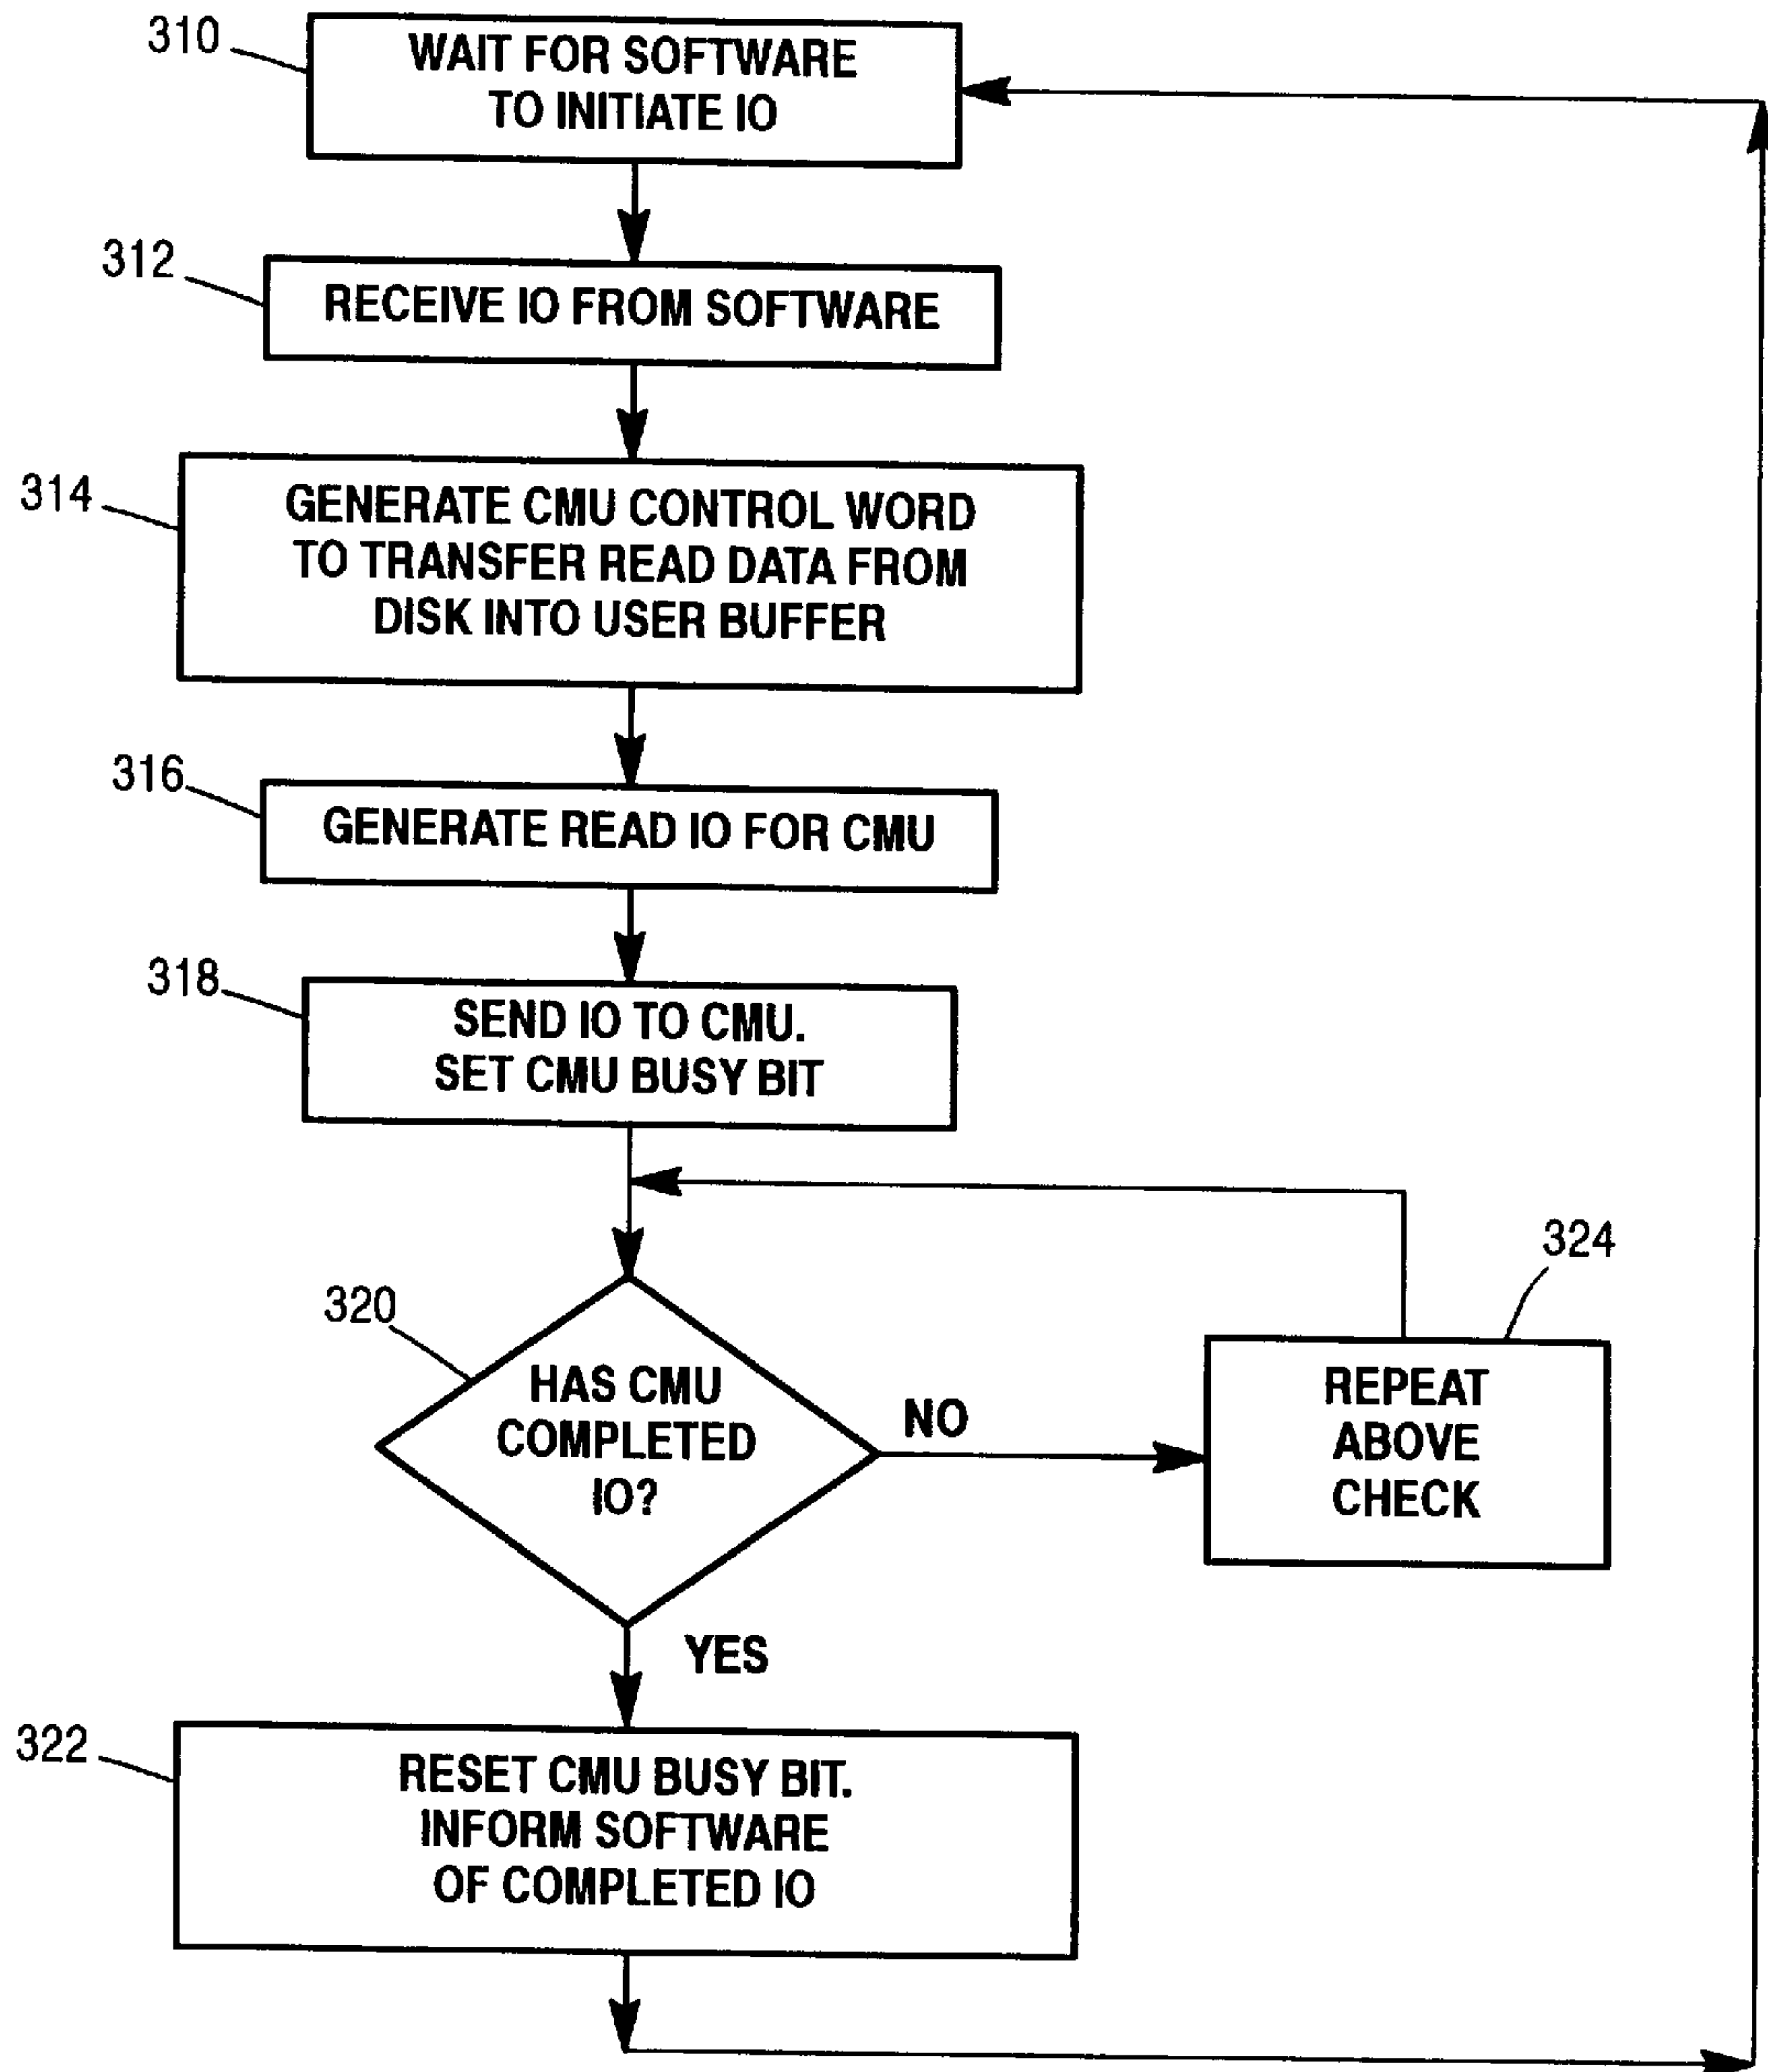 310
WAIT FOR SOFTWARE
TO INITIATE IO
312
RECEIVE IO FROM SOFTWARE
314
GENERATE CMU CONTROL WORD
TO TRANSFER READ DATA FROM
DISK INTO USER BUFFER
316
GENERATE READ IO FOR CMU
318
SEND IO TO CMU.
SET CMU BUSY BIT
320
HAS CMU
COMPLETED
IO?
NO
324
REPEAT
ABOVE
CHECK
YES
322
RESET CMU BUSY BIT.
INFORM SOFTWARE
OF COMPLETED IO